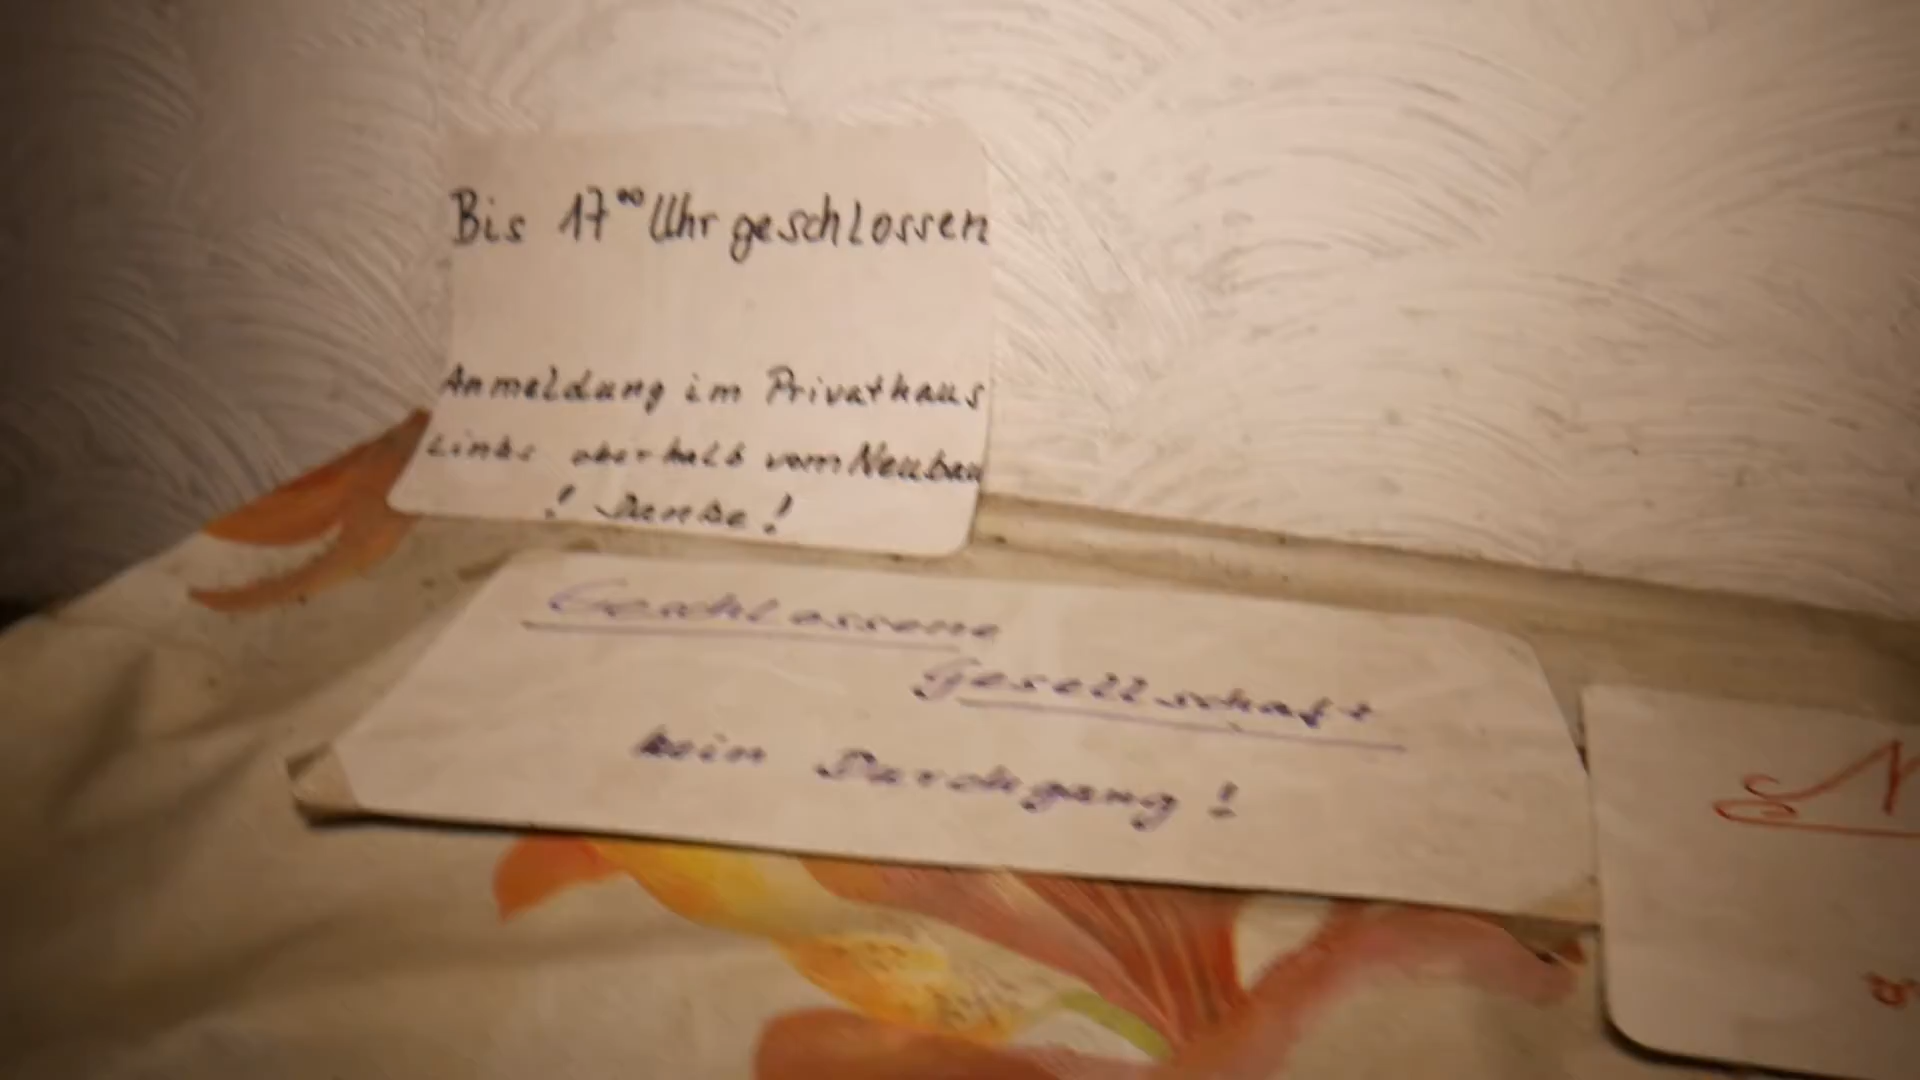 Bis 17⁰⁰ Uhr geschlossen
Anmeldung im Privathaus
Links oberhalb vom Neubau
! Danke !
Geschlossene
Gesellschaft
kein Durchgang !